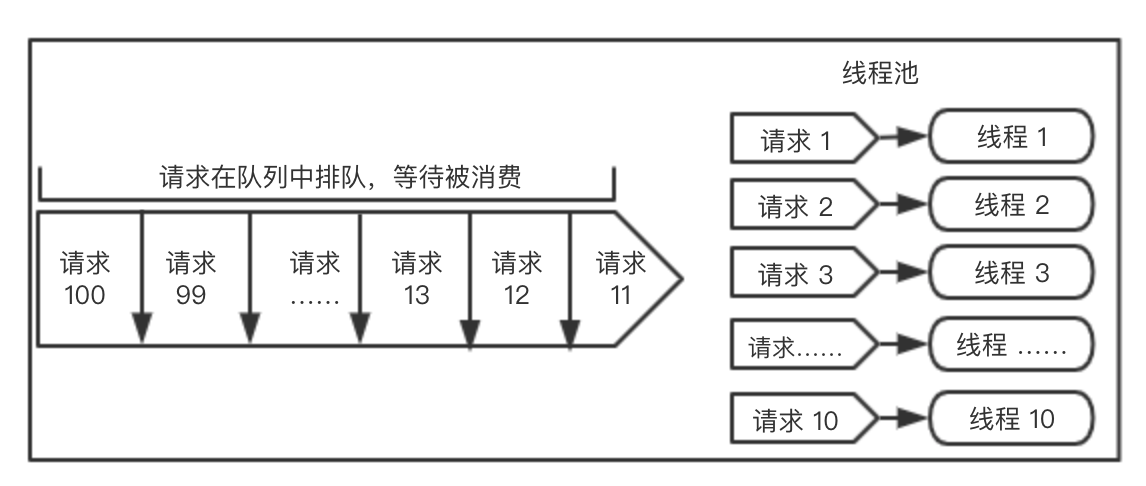 线程池
请求在队列中排队，等待被消费
请求
100
请求
99
请求
……
请求
13
请求
12
请求
11
请求 1
线程 1
请求 2
线程 2
请求 3
线程 3
请求……
线程 ……
请求 10
线程 10